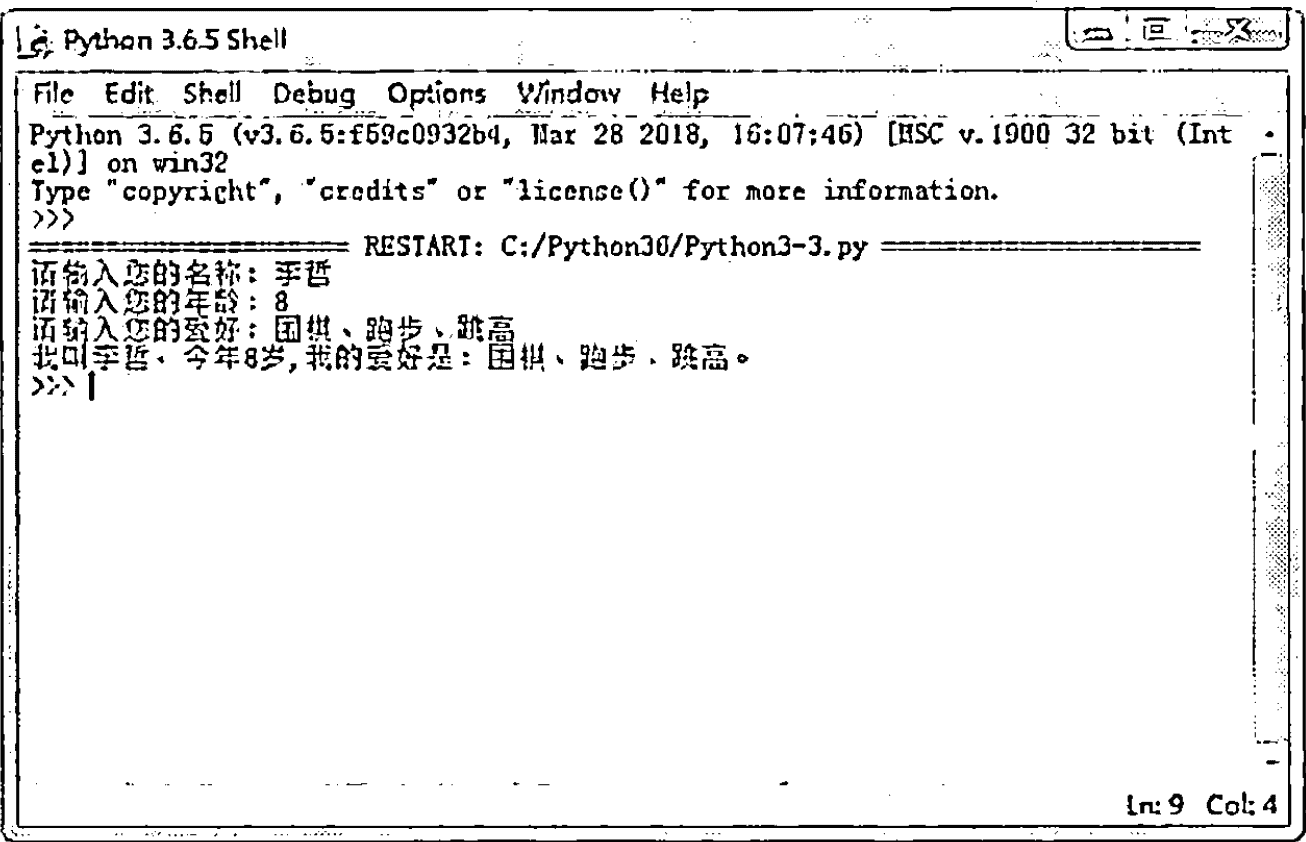 Python 3.6.5 Shell
File Edit Shell Debug Options Window Help
Python 3.6.5 (v3.6.5:f59c0932b4, Mar 28 2018, 16:07:46) [MSC v.1900 32 bit (Int
el)] on win32
Type "copyright", "credits" or "license()" for more information.
>>>
==================== RESTART: C:/Python36/Python3-3.py ====================
请输入您的名称：李哲
请输入您的年龄：8
请输入您的爱好：围棋、跑步、跳高
我叫李哲、今年8岁,我的爱好是：围棋、跑步、跳高。
>>>
Ln: 9 Col: 4